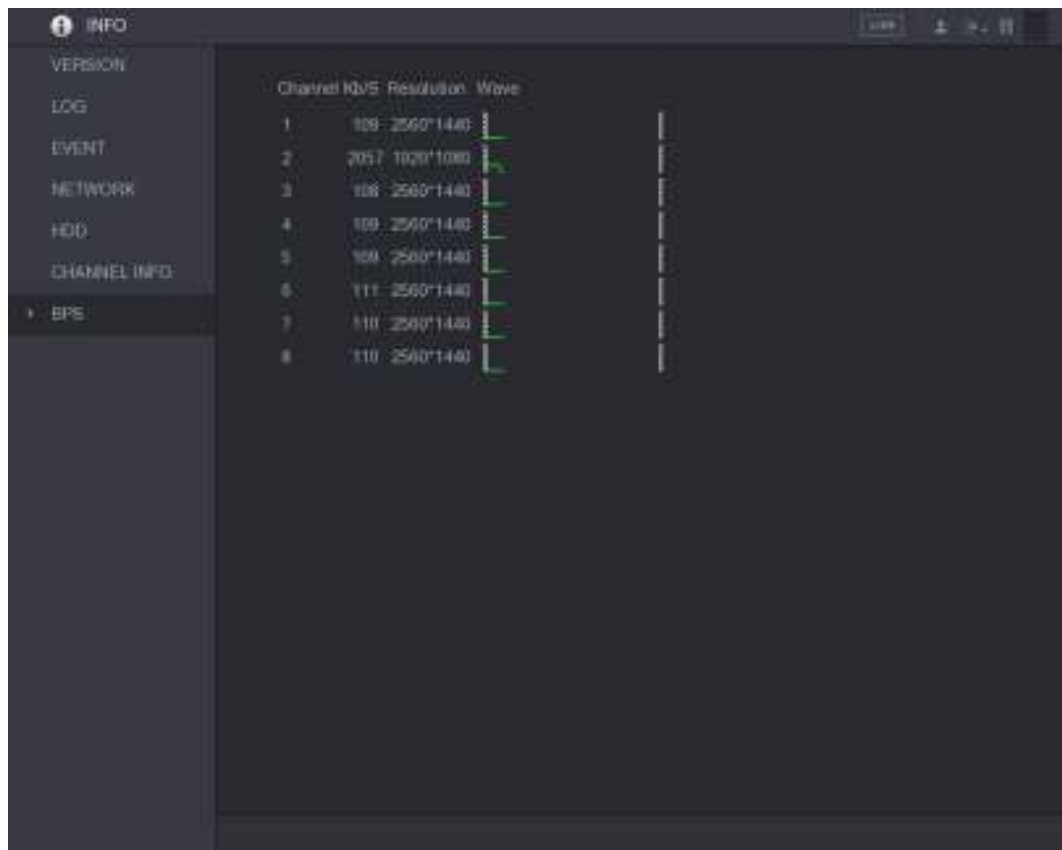 INFO
LIVE
VERSION
LOG
EVENT
NETWORK
HDD
CHANNEL INFO
BPS
Channel Kb/S Resolution Wave
1 109 2560*1440
2 2057 1920*1080
3 108 2560*1440
4 109 2560*1440
5 109 2560*1440
6 111 2560*1440
7 110 2560*1440
8 110 2560*1440